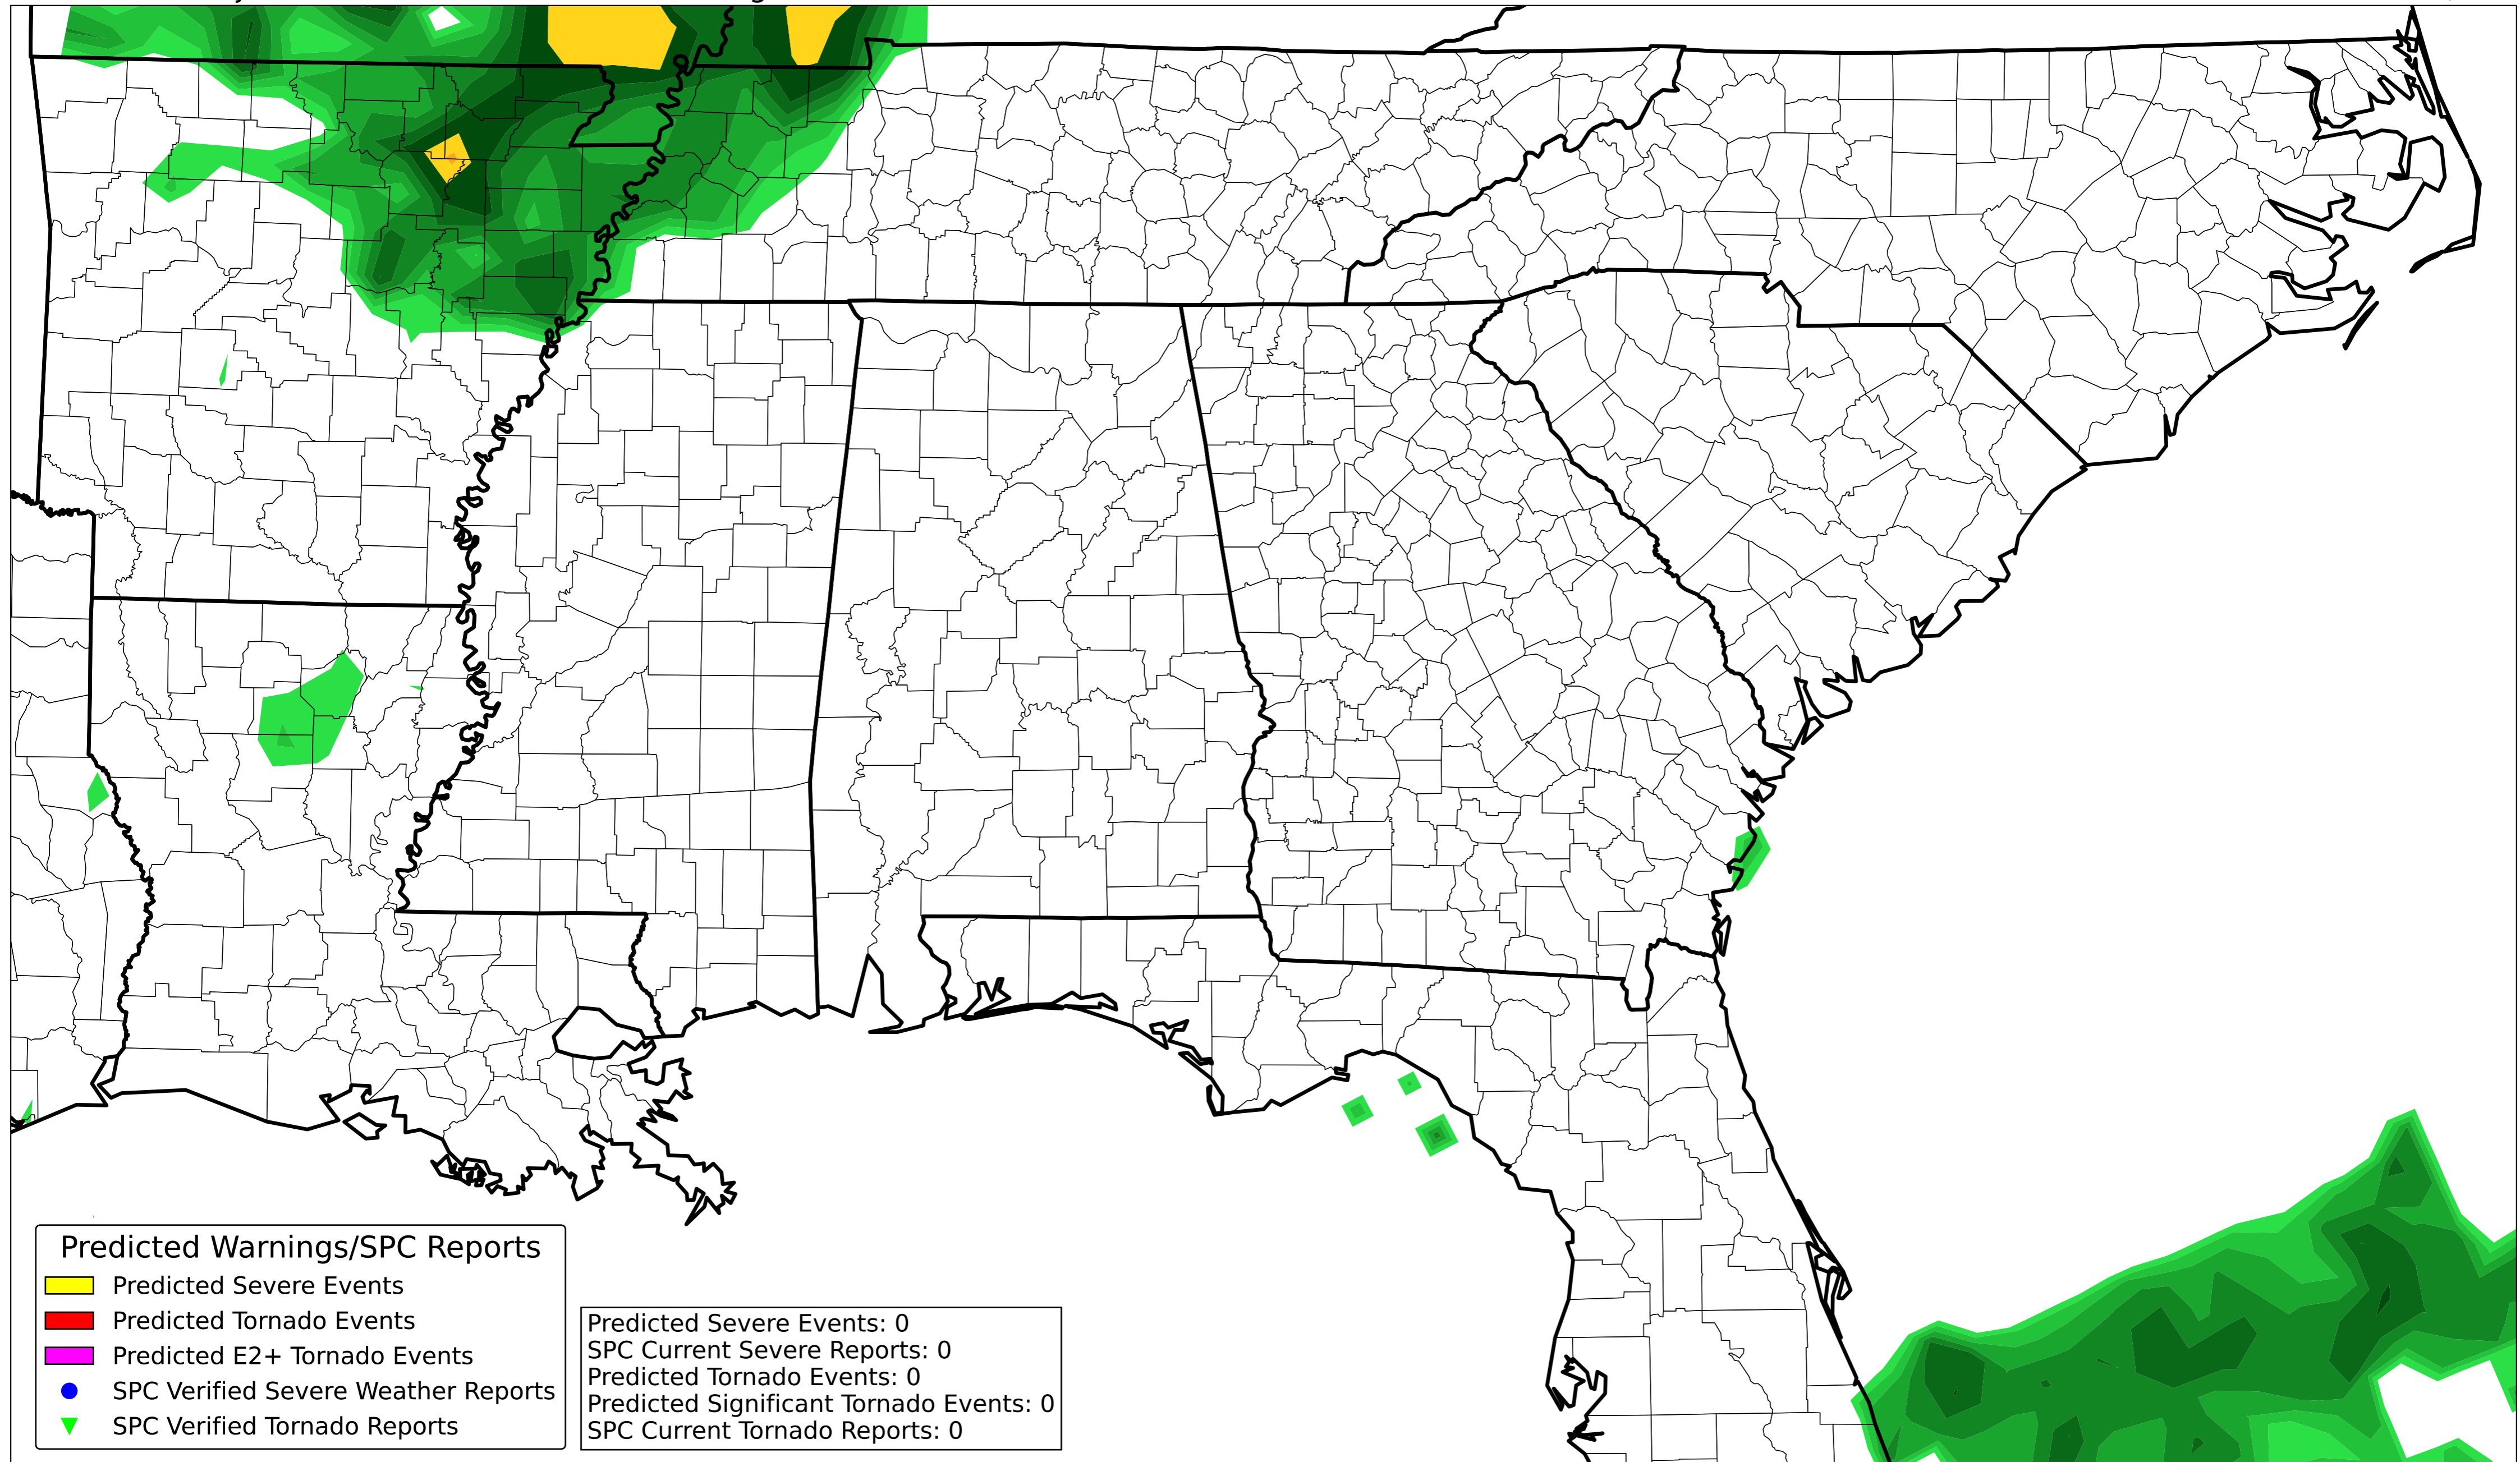 Predicted Warnings/SPC Reports
Predicted Severe Events
Predicted Tornado Events
Predicted E2+ Tornado Events
SPC Verified Severe Weather Reports
SPC Verified Tornado Reports
Predicted Severe Events: 0
SPC Current Severe Reports: 0
Predicted Tornado Events: 0
Predicted Significant Tornado Events: 0
SPC Current Tornado Reports: 0